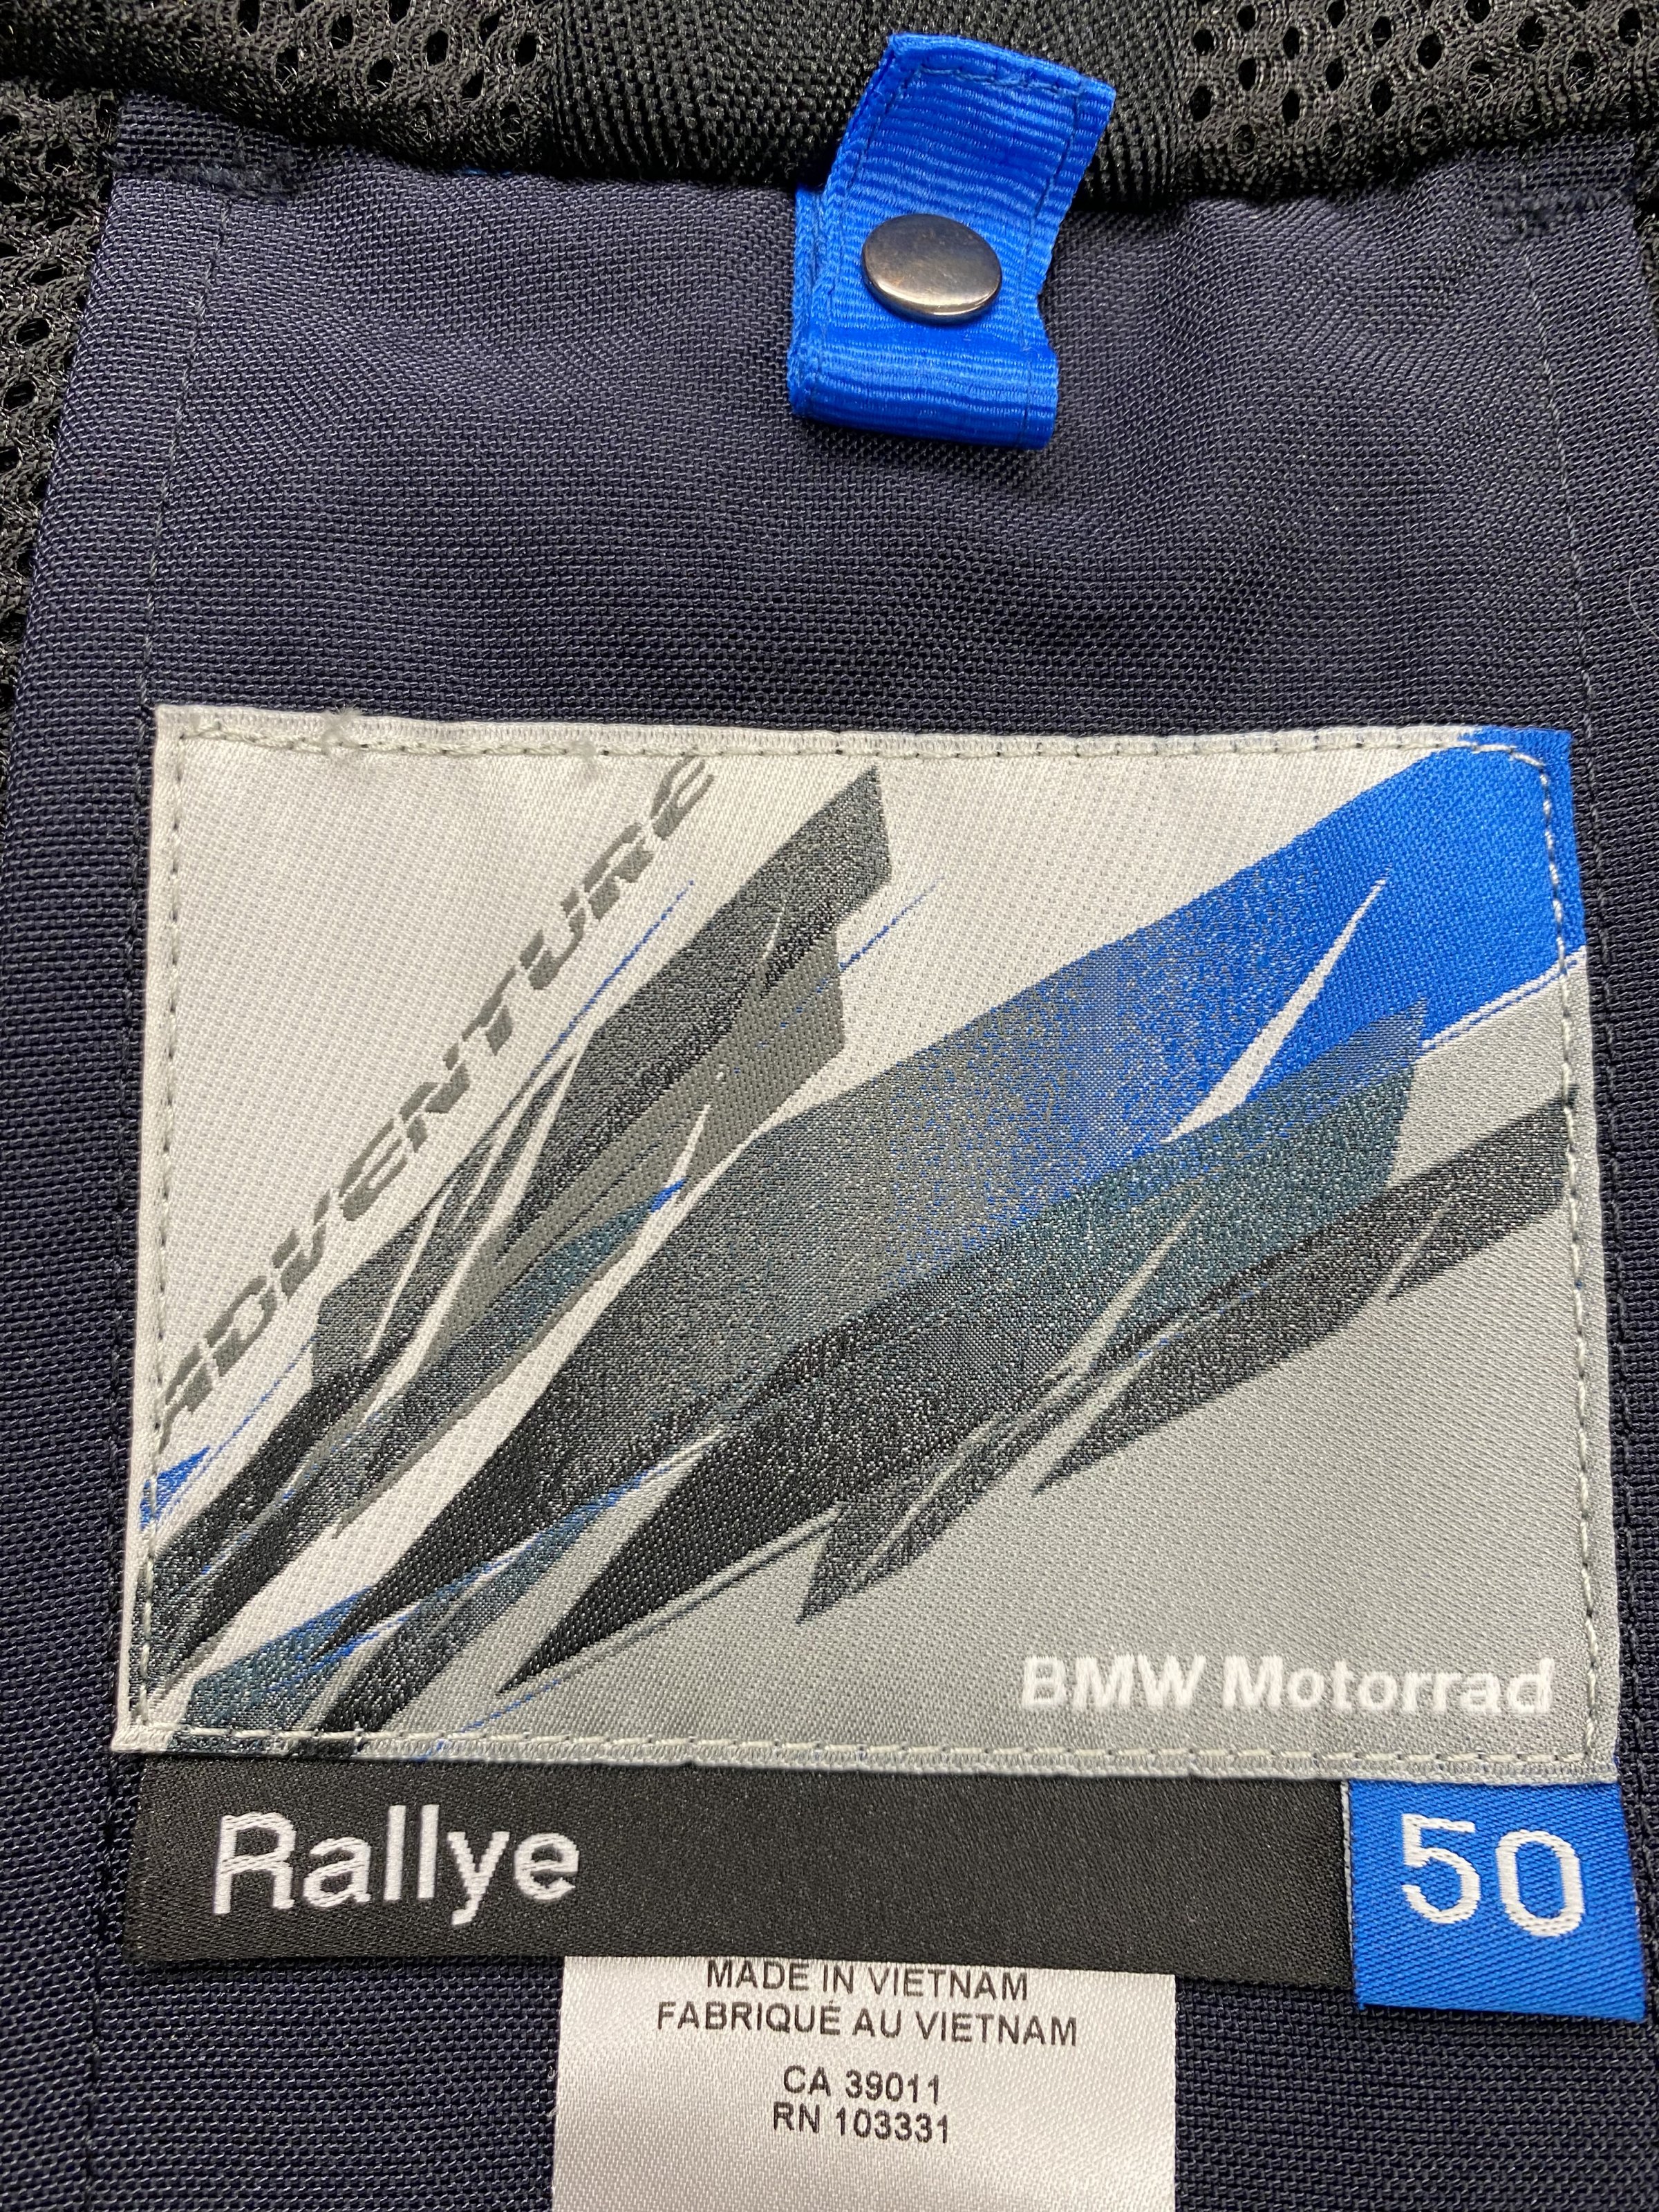 ADVENTURE
BMW Motorrad
Rallye
50
MADE IN VIETNAM
FABRIQUÉ AU VIETNAM
CA 39011
RN 103331